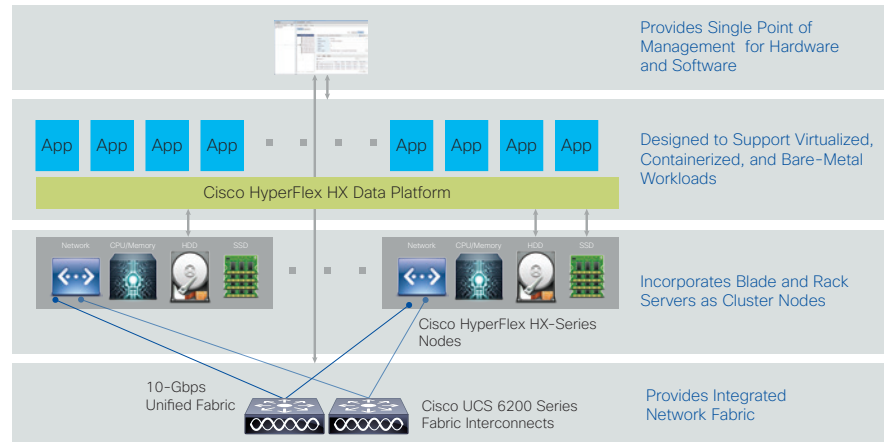 Provides Single Point of
Management for Hardware
and Software
App App App App App App App App
Designed to Support Virtualized,
Containerized, and Bare-Metal
Workloads
Cisco HyperFlex HX Data Platform
Network CPU/Memory HDD SSD
Network CPU/Memory HDD SSD
Incorporates Blade and Rack
Servers as Cluster Nodes
Cisco HyperFlex HX-Series
Nodes
10-Gbps
Unified Fabric
Cisco UCS 6200 Series
Fabric Interconnects
Provides Integrated
Network Fabric